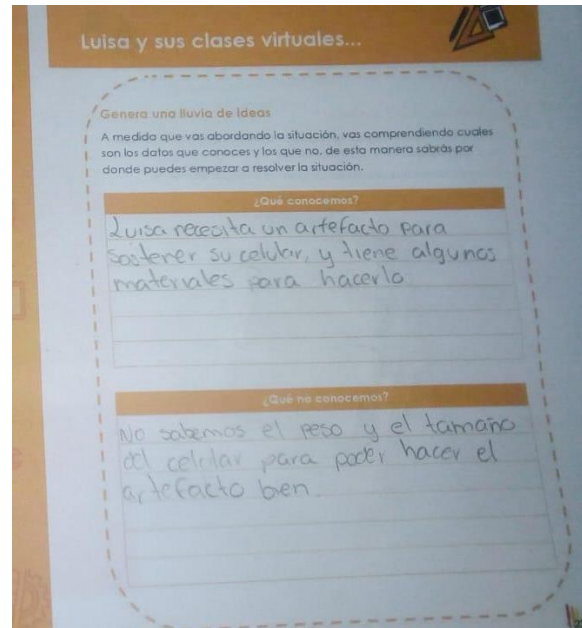 Luisa y sus clases virtuales...
Genera una lluvia de ideas
A medida que vas abordando la situación, vas comprendiendo cuales
son los datos que conoces y los que no, de esta manera sabrás por
donde puedes empezar a resolver la situación.
¿Qué conocemos?
Luisa nececita un artefacto para
sostener su celular, y tiene algunos
materiales para hacerlo
¿Qué no conocemos?
No sabemos el peso y el tamaño
del celular para poder hacer el
artefacto bien.